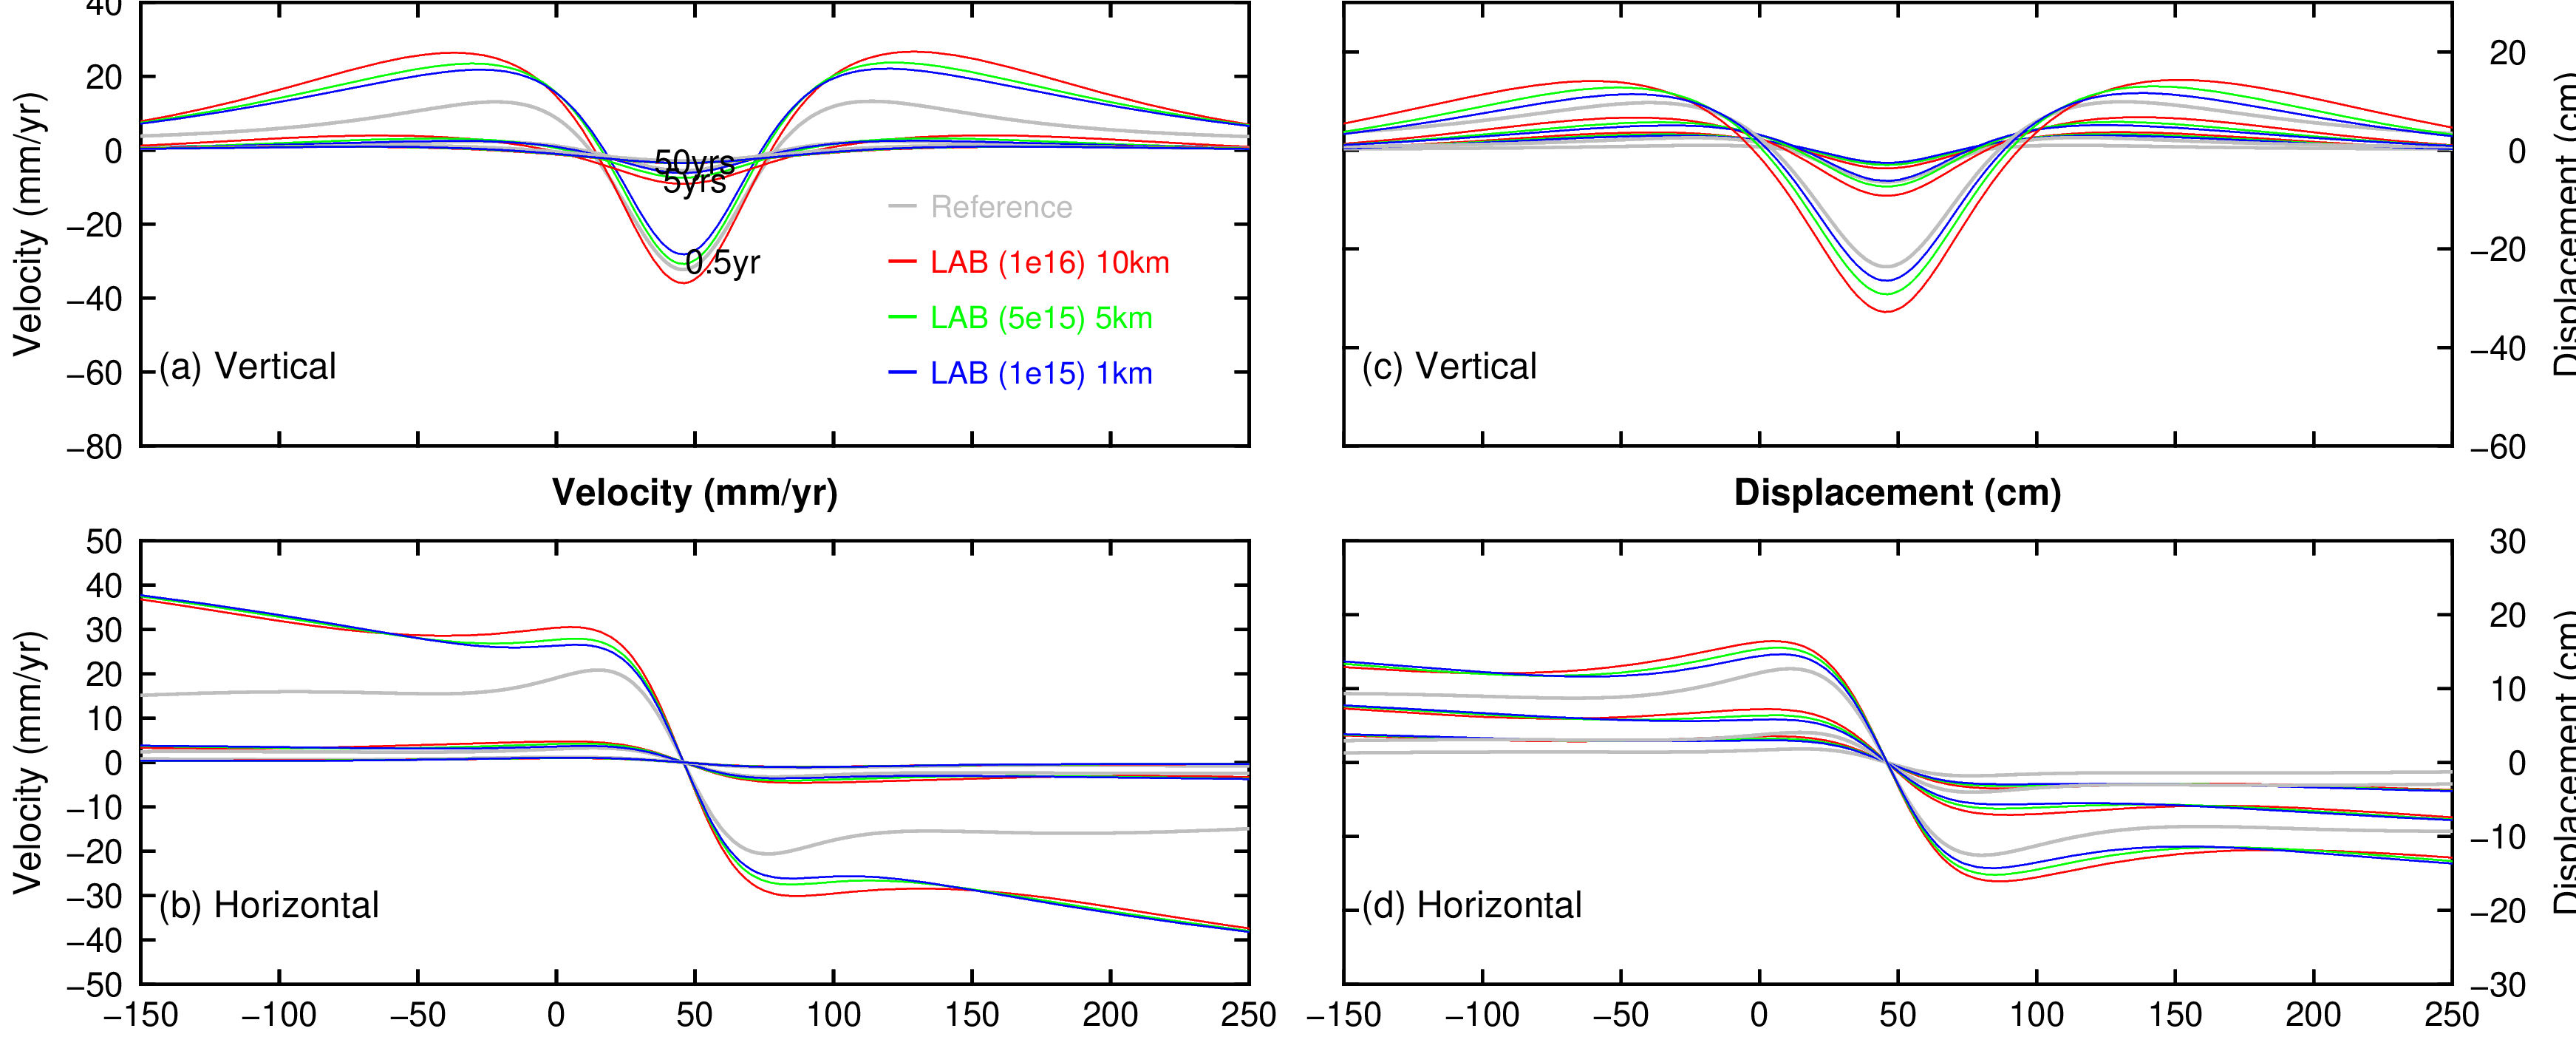 40
20
0
−20
−40
−60
−80
Velocity (mm/yr)
50yrs
5yrs
0.5yr
Reference
LAB (1e16) 10km
LAB (5e15) 5km
LAB (1e15) 1km
(a) Vertical
20
0
−20
−40
−60
Displacement (cm)
(c) Vertical
Velocity (mm/yr)
Displacement (cm)
50
40
30
20
10
0
−10
−20
−30
−40
−50
Velocity (mm/yr)
(b) Horizontal
−150 −100 −50 0 50 100 150 200 250
30
20
10
0
−10
−20
−30
Displacement (cm)
(d) Horizontal
−150 −100 −50 0 50 100 150 200 250